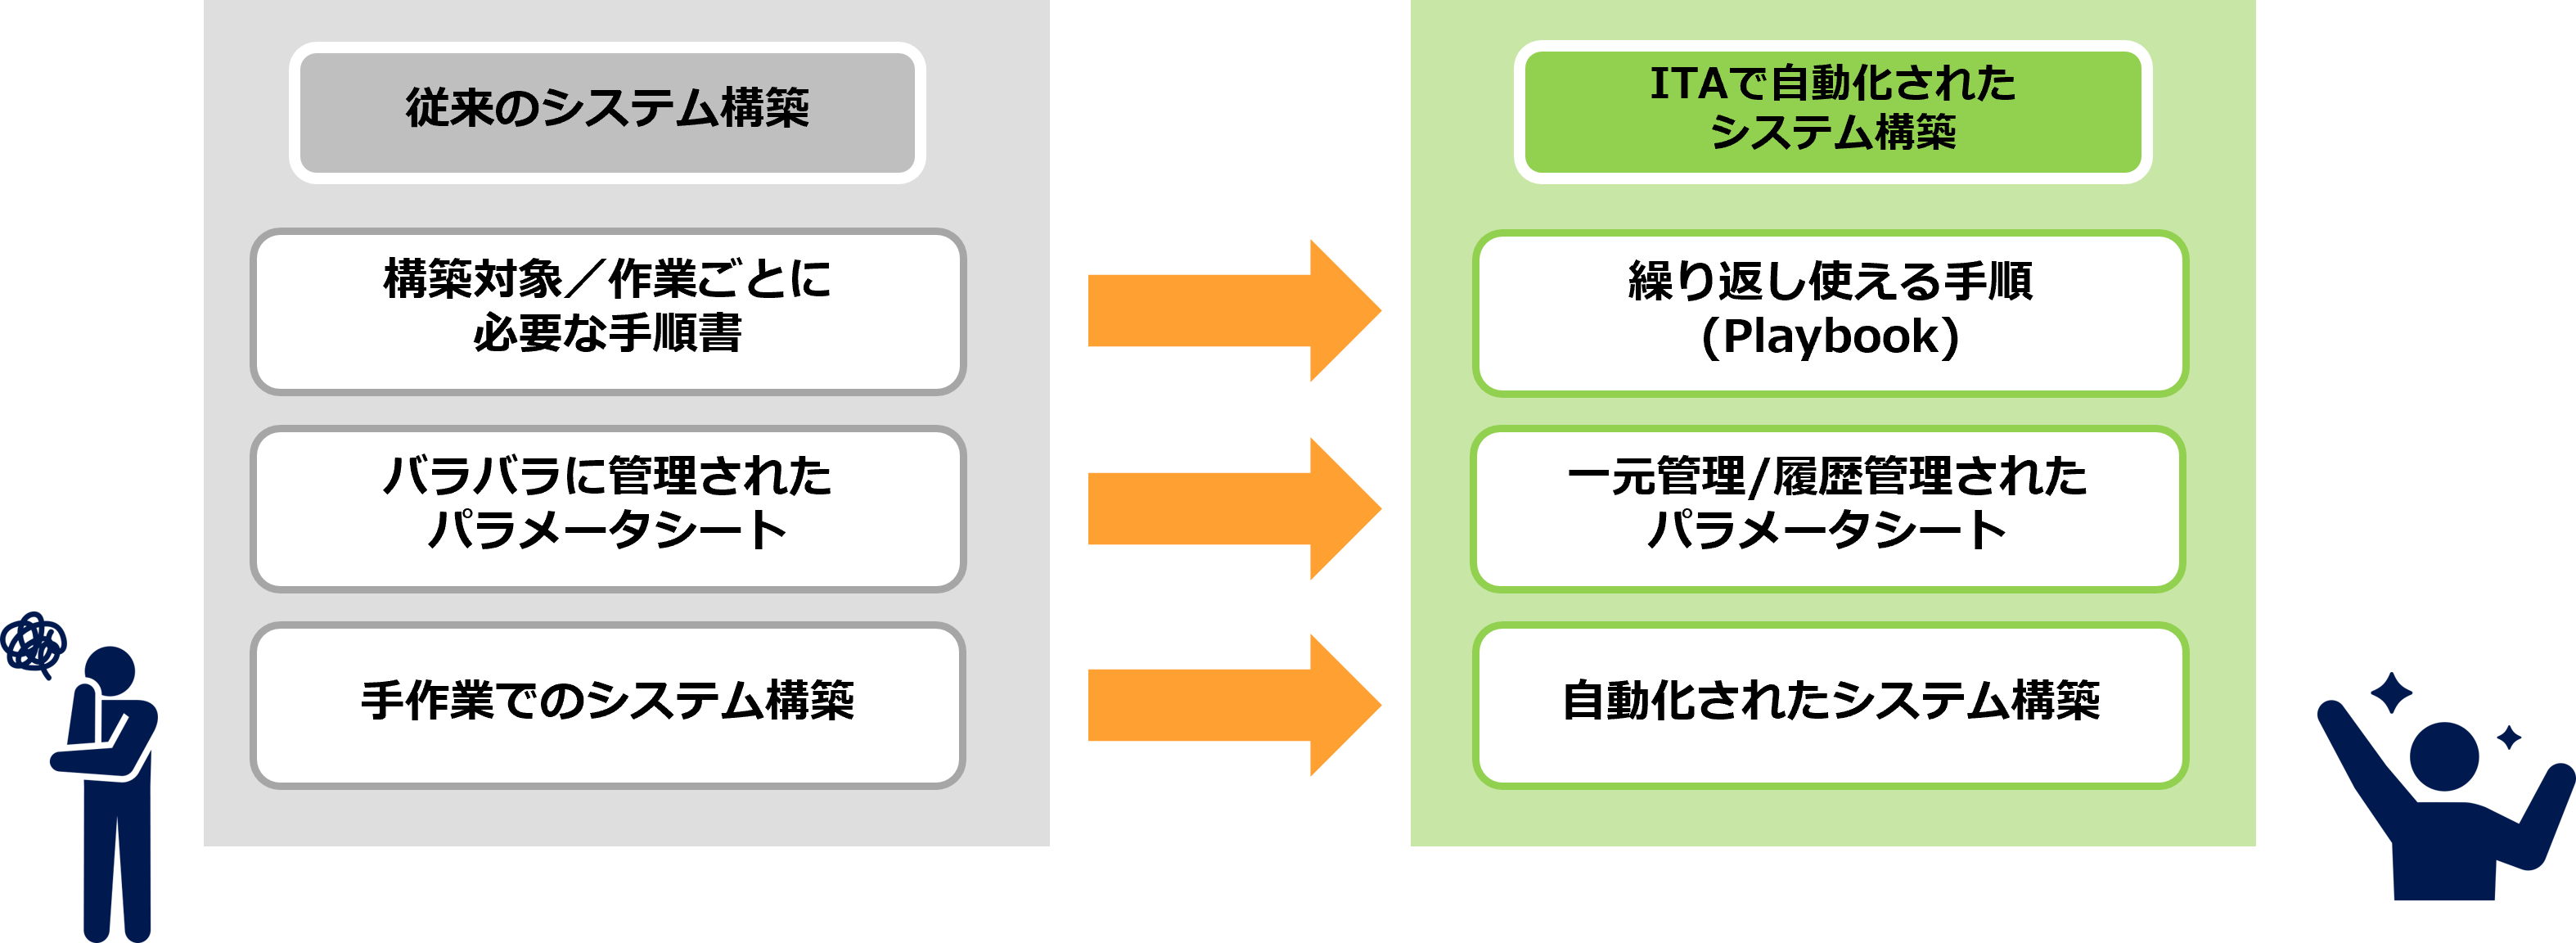 従来のシステム構築
構築対象／作業ごとに
必要な手順書
バラバラに管理された
パラメータシート
手作業でのシステム構築
ITAで自動化された
システム構築
繰り返し使える手順
(Playbook)
一元管理/履歴管理された
パラメータシート
自動化されたシステム構築